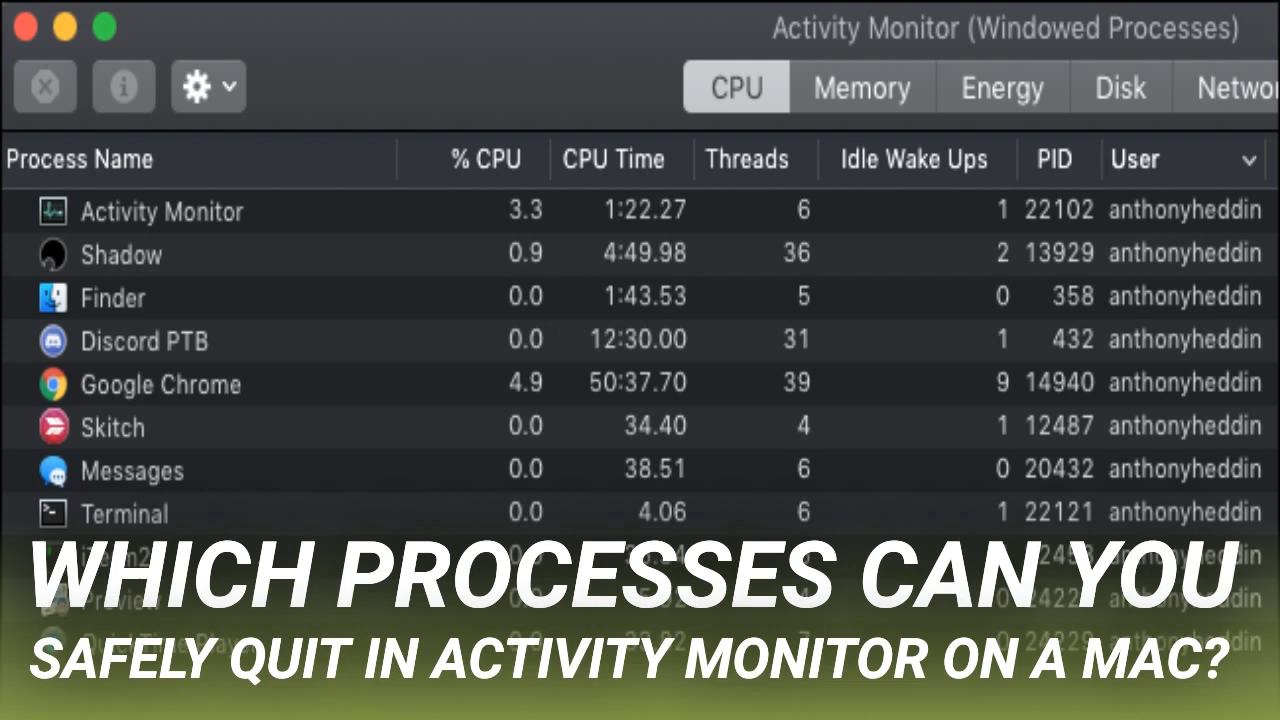 Activity Monitor (Windowed Processes)
CPU Memory Energy Disk Networ
Process Name % CPU CPU Time Threads Idle Wake Ups PID User
Activity Monitor 3.3 1:22.27 6 1 22102 anthonyheddin
Shadow 0.9 4:49.98 36 2 13929 anthonyheddin
Finder 0.0 1:43.53 5 0 358 anthonyheddin
Discord PTB 0.0 12:30.00 31 1 432 anthonyheddin
Google Chrome 4.9 50:37.70 39 9 14940 anthonyheddin
Skitch 0.0 34.40 4 1 12487 anthonyheddin
Messages 0.0 38.51 6 0 20432 anthonyheddin
Terminal 0.0 4.06 6 1 22121 anthonyheddin
WHICH PROCESSES CAN YOU
SAFELY QUIT IN ACTIVITY MONITOR ON A MAC?